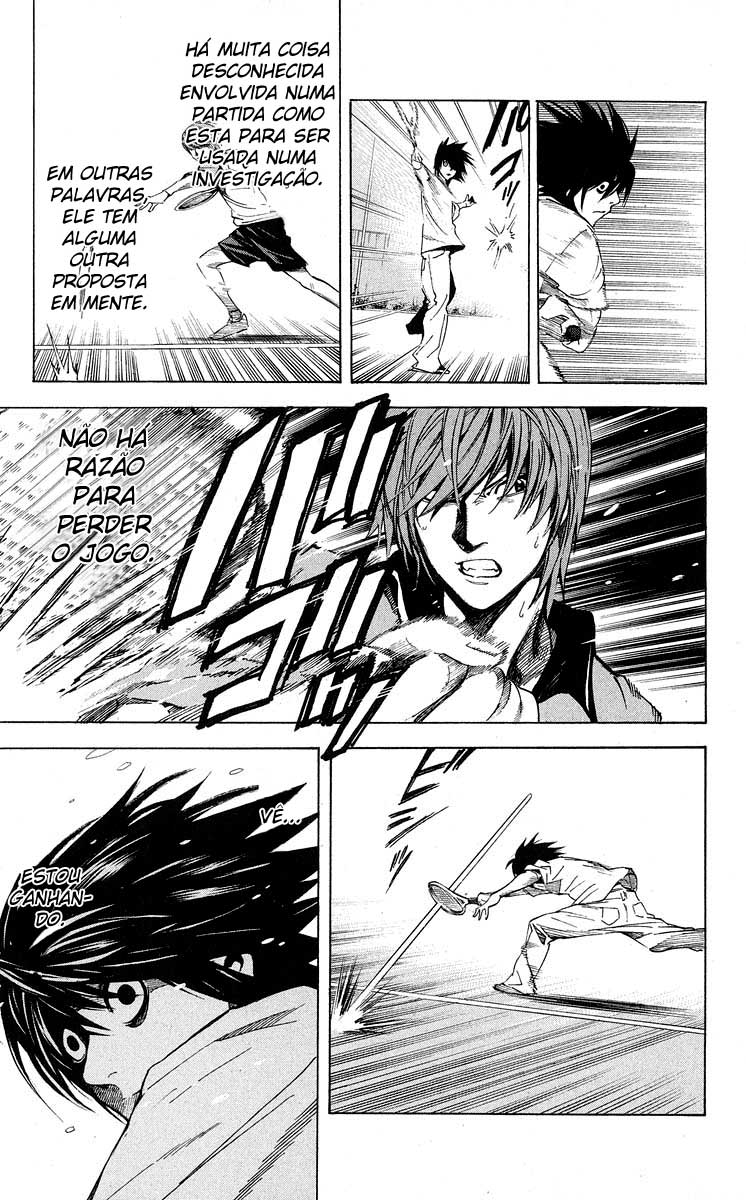 HÁ MUITA COISA
DESCONHECIDA
ENVOLVIDA NUMA
PARTIDA COMO
ESTA PARA SER
USADA NUMA
INVESTIGAÇÃO.
EM OUTRAS
PALAVRAS,
ELE TEM
ALGUMA
OUTRA
PROPOSTA
EM MENTE.
NÃO HÁ
RAZÃO
PARA
PERDER
O JOGO.
VÊ...
ESTOU
GANHAN-
DO.